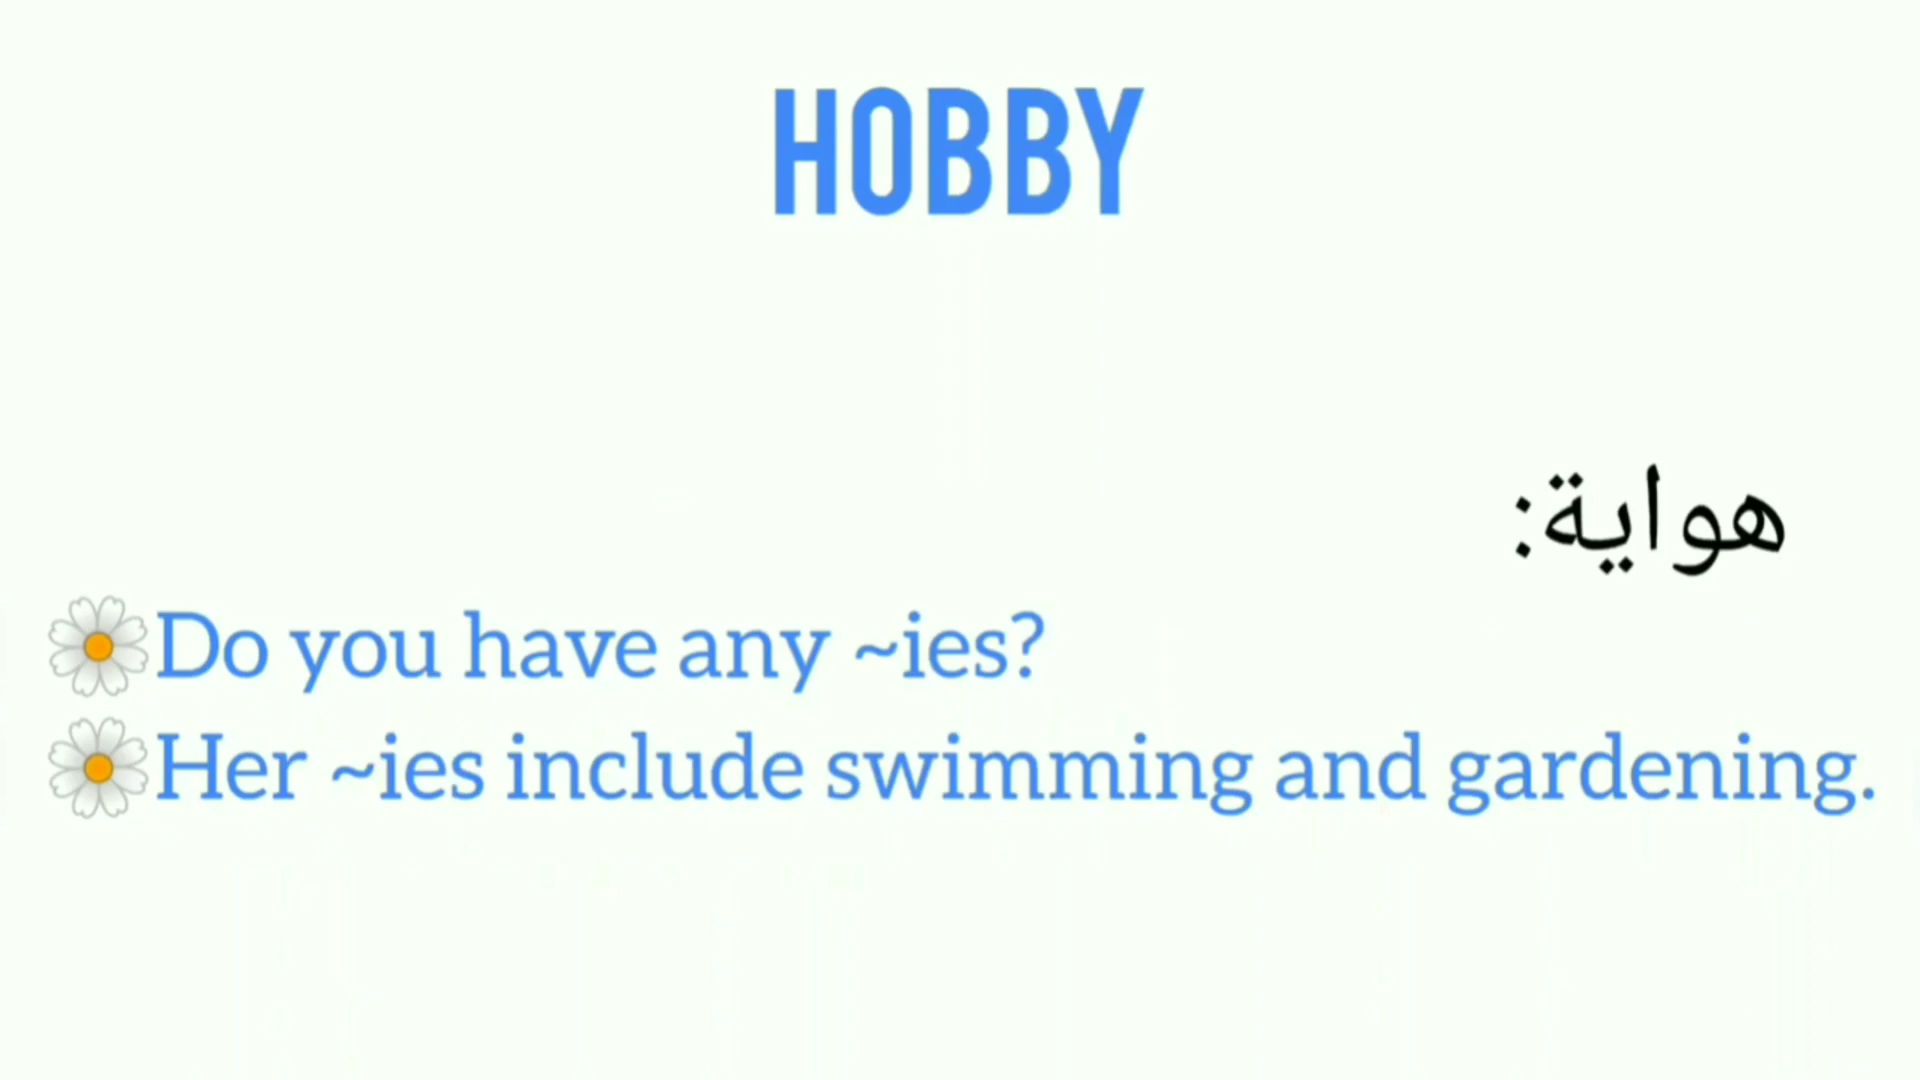 HOBBY
هواية:
Do you have any ~ies?
Her ~ies include swimming and gardening.